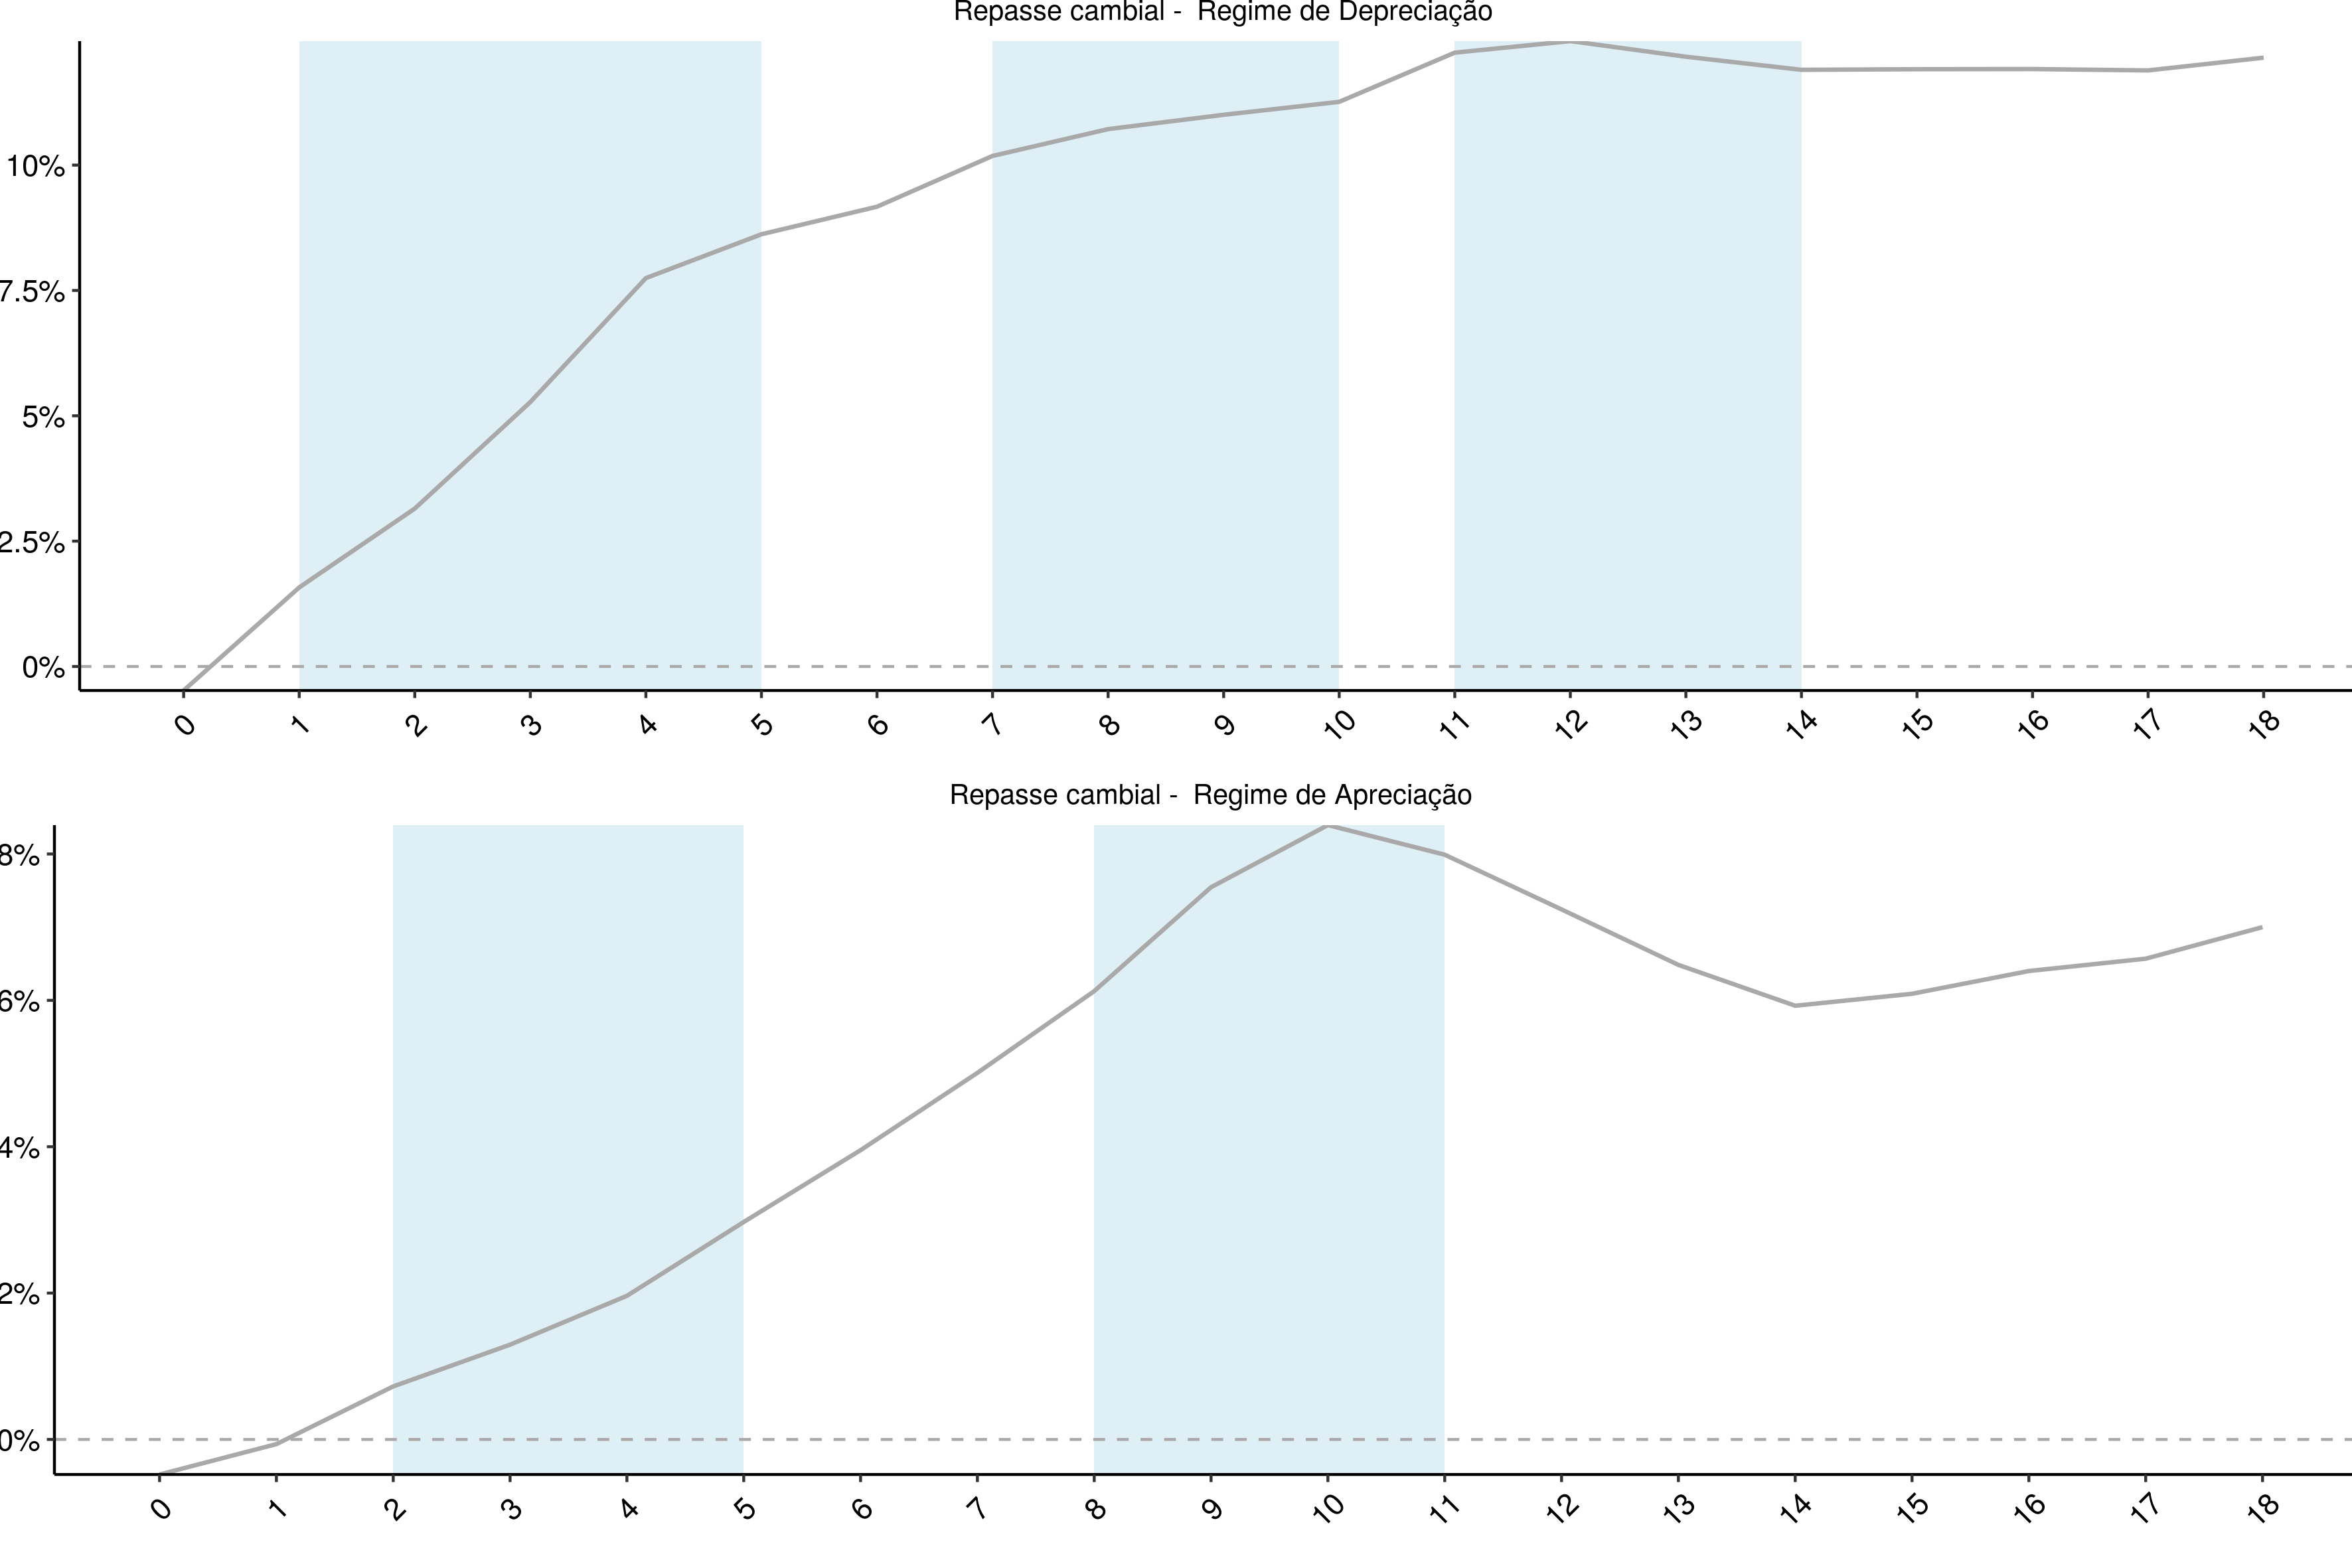 Repasse cambial -  Regime de Depreciação
10%
7.5%
5%
2.5%
0%
0 1 2 3 4 5 6 7 8 9 10 11 12 13 14 15 16 17 18
Repasse cambial -  Regime de Apreciação
8%
6%
4%
2%
0%
0 1 2 3 4 5 6 7 8 9 10 11 12 13 14 15 16 17 18